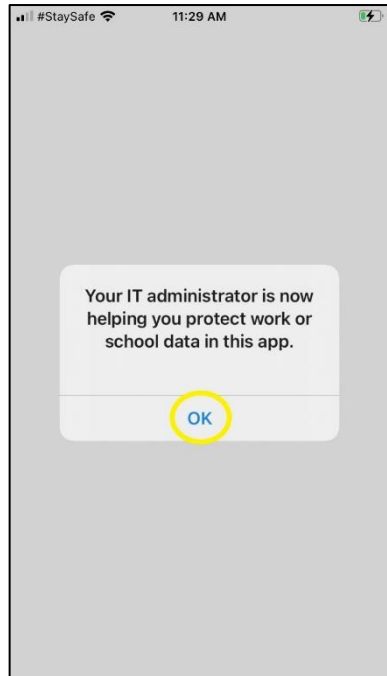 #StaySafe 11:29 AM
Your IT administrator is now
helping you protect work or
school data in this app.
OK